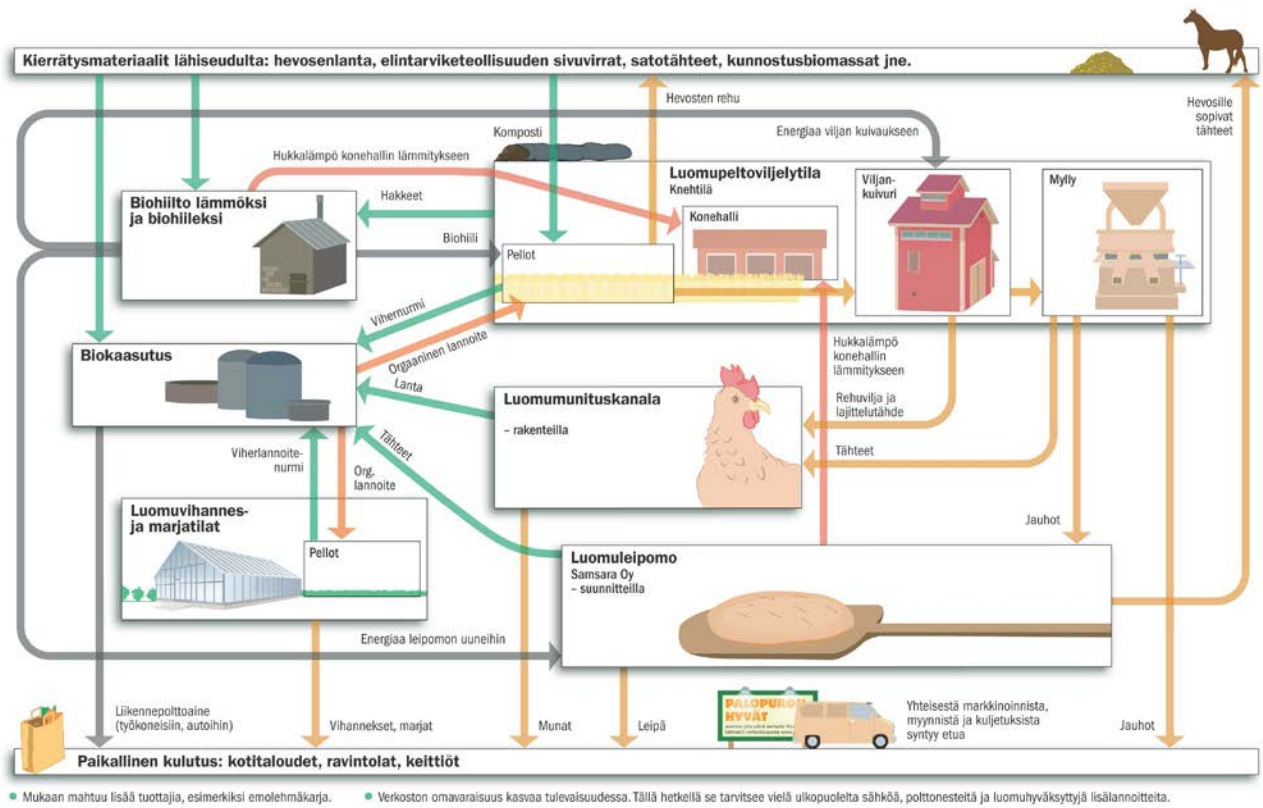 Kierrätysmateriaalit lähiseudulta: hevosenlanta, elintarviketeollisuuden sivuvirrat, satotähteet, kunnostusbiomassat jne.
Hevosten rehu
Hevosille
sopivat
tähteet
Energiaa viljan kuivaukseen
Komposti
Hukkalämpö konehallin lämmitykseen
Luomupeltoviljelytila
Knehtilä
Viljan-
kuivuri
Mylly
Biohiilto lämmöksi
ja biohiileksi
Hakkeet
Konehalli
Biohiili
Pellot
Vihernurmi
Orgaaninen lannoite
Biokaasutus
Lanta
Hukkalämpö
konehallin
lämmitykseen
Luomumunituskanala
– rakenteilla
Rehuvilja ja
lajittelutähde
Tähteet
Tähteet
Viherlannoite-
nurmi
Org.
lannoite
Luomuvihannes-
ja marjatilat
Pellot
Jauhot
Luomuleipomo
Samsara Oy
– suunnitteilla
Energiaa leipomon uuneihin
Liikennepolttoaine
(työkoneisiin, autoihin)
Vihannekset, marjat
Munat
Leipä
PALOPURON
HYVÄT
Yhteisestä markkinoinnista,
myynnistä ja kuljetuksista
syntyy etua
Jauhot
Paikallinen kulutus: kotitaloudet, ravintolat, keittiöt
• Mukaan mahtuu lisää tuottajia, esimerkiksi emolehmäkarja. • Verkoston omavaraisuus kasvaa tulevaisuudessa. Tällä hetkellä se tarvitsee vielä ulkopuolelta sähköä, polttonesteitä ja luomuhyväksyttyjä lisälannoitteita.